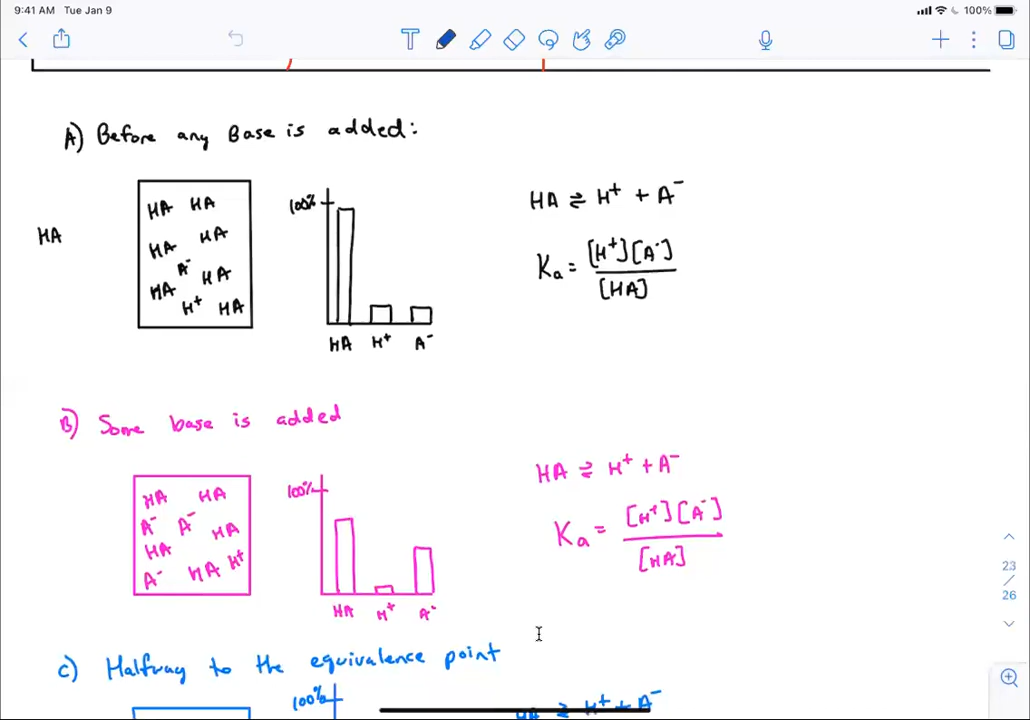 9:41 AM Tue Jan 9
100%
T
A) Before any Base is added:
HA
HA HA
HA HA
A⁻
HA HA
H⁺ HA
100%
HA H⁺ A⁻
HA ⇌ H⁺ + A⁻
Ka = [H⁺][A⁻]
[HA]
B) Some base is added
HA HA
A⁻ A⁻ HA
HA
A⁻ HA H⁺
100%
HA H⁺ A⁻
HA ⇌ H⁺ + A⁻
Ka = [H⁺][A⁻]
[HA]
23
/
26
C) Halfway to the equivalence point
100%
HA ⇌ H⁺ + A⁻